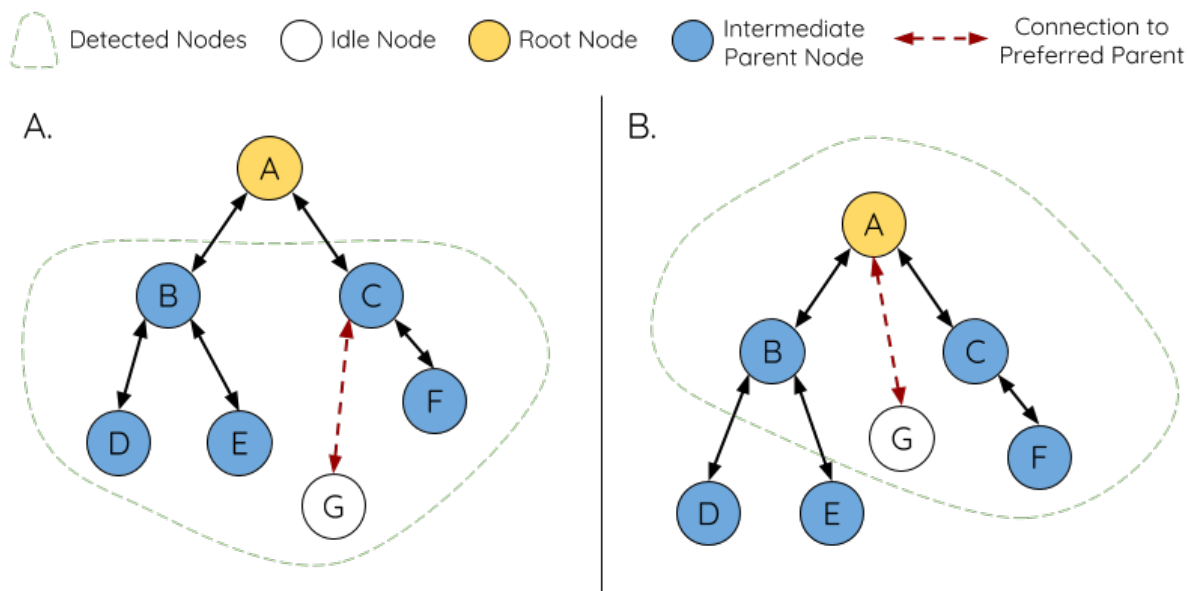 Detected Nodes
Idle Node
Root Node
Intermediate
Parent Node
Connection to
Preferred Parent
A.
A
B
C
D
E
F
G
B.
A
B
C
G
F
D
E